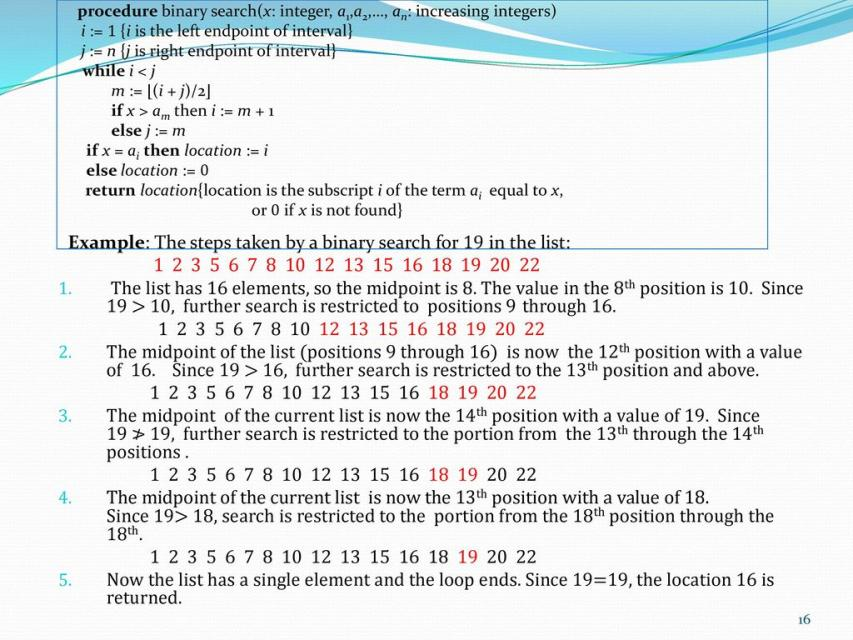 procedure binary search(x: integer, a₁,a₂,…, aₙ: increasing integers)
i := 1 {i is the left endpoint of interval}
j := n {j is right endpoint of interval}
while i < j
m := ⌊(i + j)/2⌋
if x > aₘ then i := m + 1
else j := m
if x = aᵢ then location := i
else location := 0
return location{location is the subscript i of the term aᵢ equal to x,
or 0 if x is not found}
Example: The steps taken by a binary search for 19 in the list:
1 2 3 5 6 7 8 10 12 13 15 16 18 19 20 22
1. The list has 16 elements, so the midpoint is 8. The value in the 8th position is 10. Since
19 > 10, further search is restricted to positions 9 through 16.
1 2 3 5 6 7 8 10 12 13 15 16 18 19 20 22
2. The midpoint of the list (positions 9 through 16) is now the 12th position with a value
of 16. Since 19 > 16, further search is restricted to the 13th position and above.
1 2 3 5 6 7 8 10 12 13 15 16 18 19 20 22
3. The midpoint of the current list is now the 14th position with a value of 19. Since
19 ≯ 19, further search is restricted to the portion from the 13th through the 14th
positions .
1 2 3 5 6 7 8 10 12 13 15 16 18 19 20 22
4. The midpoint of the current list is now the 13th position with a value of 18.
Since 19> 18, search is restricted to the portion from the 18th position through the
18th.
1 2 3 5 6 7 8 10 12 13 15 16 18 19 20 22
5. Now the list has a single element and the loop ends. Since 19=19, the location 16 is
returned.
16